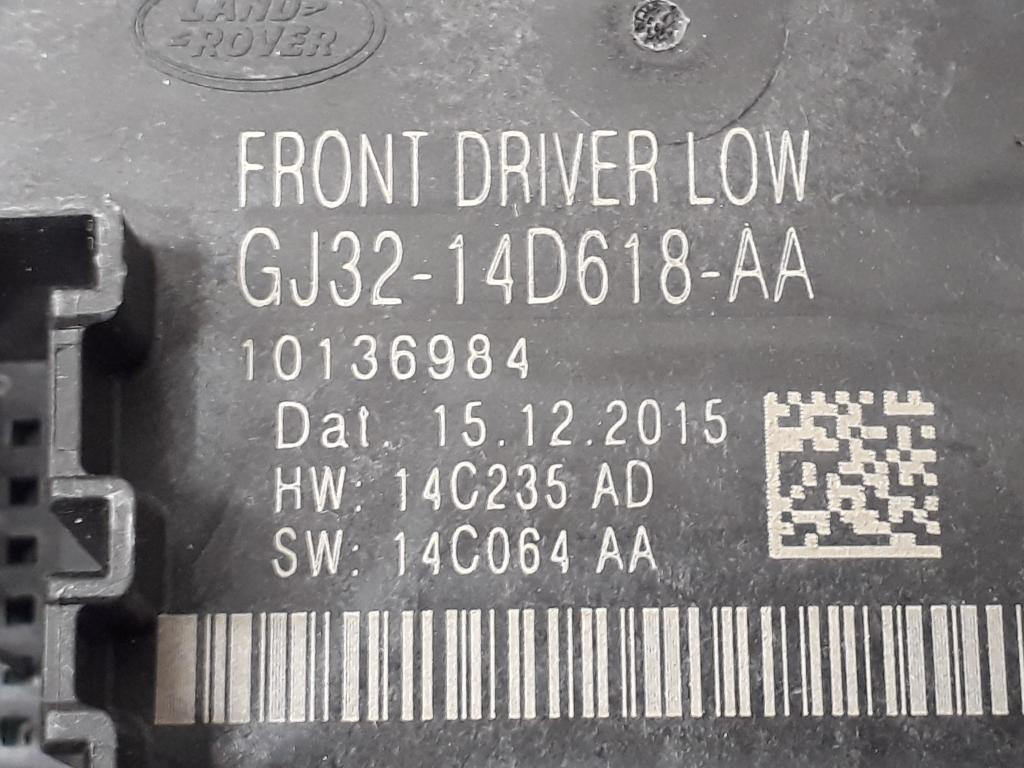 LAND
ROVER
FRONT DRIVER LOW
GJ32-14D618-AA
10136984
Dat. 15.12.2015
HW: 14C235 AD
SW: 14C064 AA